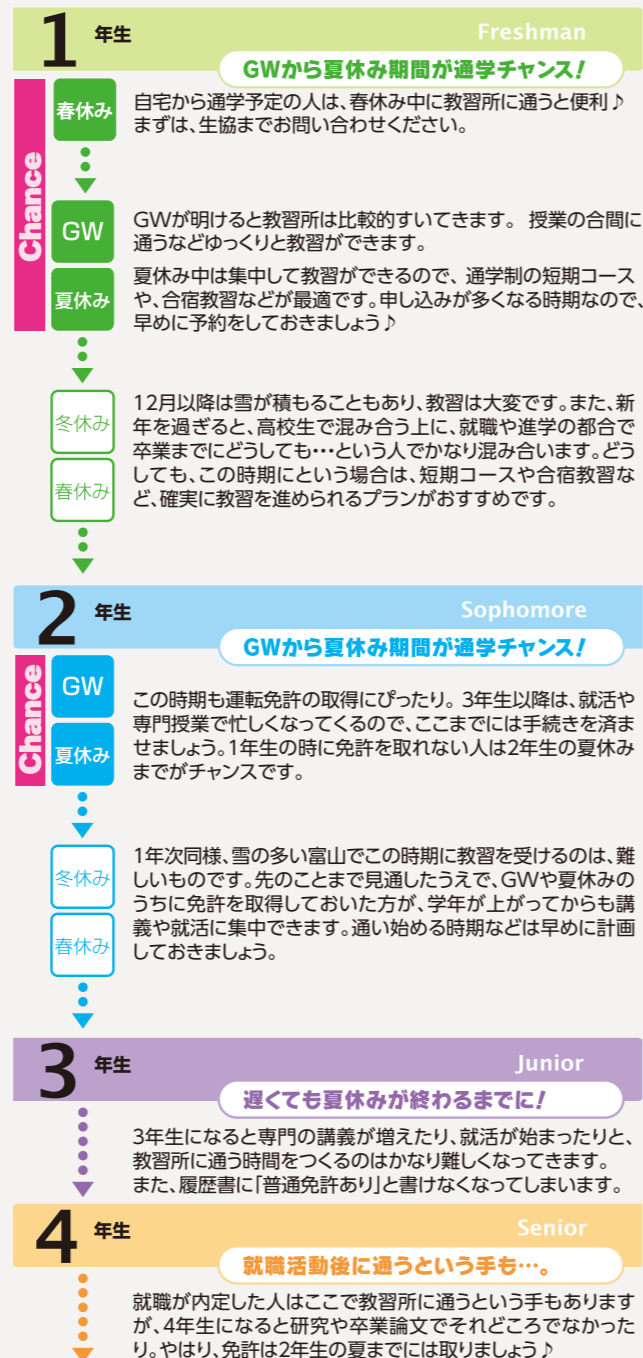 1 年生 Freshman
GWから夏休み期間が通学チャンス!
Chance
春休み
自宅から通学予定の人は、春休み中に教習所に通うと便利♪
まずは、生協までお問い合わせください。
GW
GWが明けると教習所は比較的すいてきます。 授業の合間に
通うなどゆっくりと教習ができます。
夏休み
夏休み中は集中して教習ができるので、通学制の短期コース
や、合宿教習などが最適です。申し込みが多くなる時期なので、
早めに予約をしておきましょう♪
冬休み
春休み
12月以降は雪が積もることもあり、教習は大変です。また、新
年を過ぎると、高校生で混み合う上に、就職や進学の都合で
卒業までにどうしても・・・という人でかなり混み合います。どう
しても、この時期にという場合は、短期コースや合宿教習な
ど、確実に教習を進められるプランがおすすめです。
2 年生 Sophomore
GWから夏休み期間が通学チャンス!
Chance
GW
夏休み
この時期も運転免許の取得にぴったり。3年生以降は、就活や
専門授業で忙しくなってくるので、ここまでには手続きを済ま
せましょう。1年生の時に免許を取れない人は2年生の夏休み
までがチャンスです。
冬休み
春休み
1年次同様、雪の多い富山でこの時期に教習を受けるのは、難
しいものです。先のことまで見通したうえで、GWや夏休みの
うちに免許を取得しておいた方が、学年が上がってからも講
義や就活に集中できます。通い始める時期などは早めに計画
しておきましょう。
3 年生 Junior
遅くても夏休みが終わるまでに!
3年生になると専門の講義が増えたり、就活が始まったりと、
教習所に通う時間をつくるのはかなり難しくなってきます。
また、履歴書に「普通免許あり」と書けなくなってしまいます。
4 年生 Senior
就職活動後に通うという手も…。
就職が内定した人はここで教習所に通うという手もあります
が、4年生になると研究や卒業論文でそれどころでなかった
り。やはり、免許は2年生の夏までには取りましょう♪